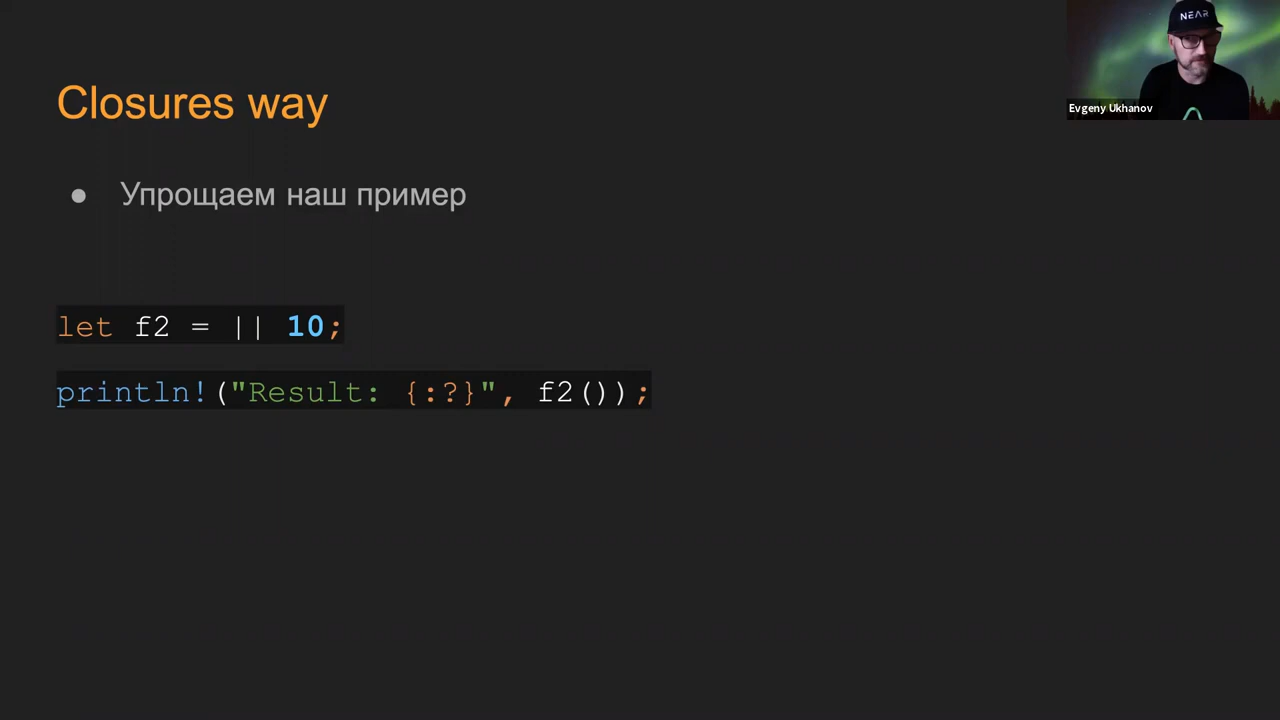 NEAR
Evgeny Ukhanov
Closures way
● Упрощаем наш пример
let f2 = || 10;
println!("Result: {:?}", f2());